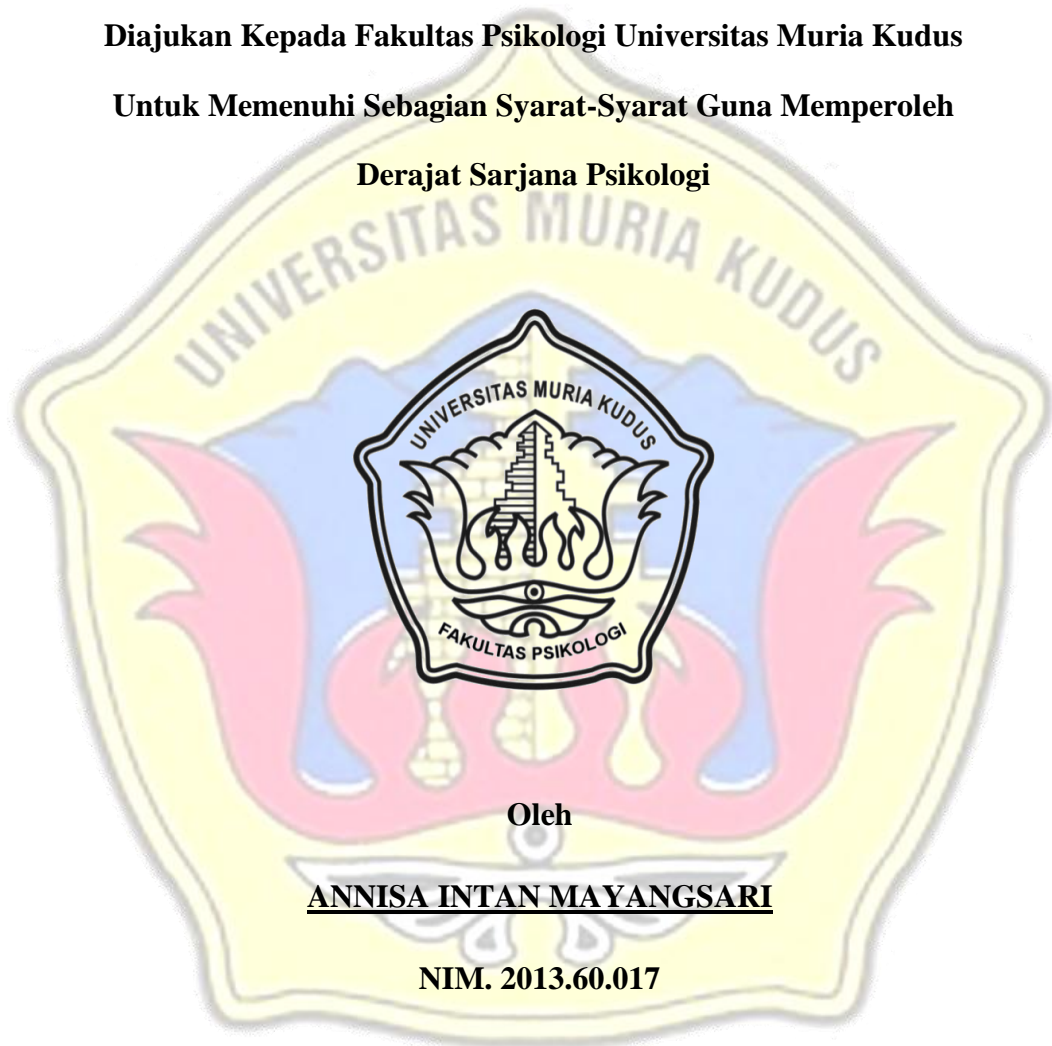 Diajukan Kepada Fakultas Psikologi Universitas Muria Kudus
Untuk Memenuhi Sebagian Syarat-Syarat Guna Memperoleh
Derajat Sarjana Psikologi
UNIVERSITAS MURIA KUDUS
UNIVERSITAS MURIA KUDUS
FAKULTAS PSIKOLOGI
Oleh
ANNISA INTAN MAYANGSARI
NIM. 2013.60.017